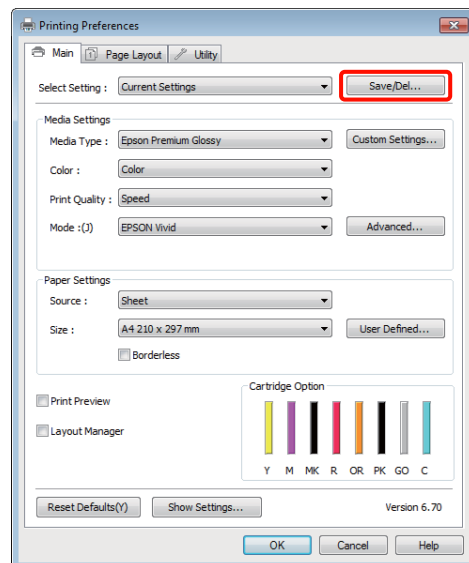 Printing Preferences
Main Page Layout Utility
Select Setting : Current Settings Save/Del...
Media Settings
Media Type : Epson Premium Glossy Custom Settings...
Color : Color
Print Quality : Speed
Mode :(J) EPSON Vivid Advanced...
Paper Settings
Source : Sheet
Size : A4 210 x 297 mm User Defined...
Borderless
Print Preview
Layout Manager
Cartridge Option
Y M MK R OR PK GO C
Reset Defaults(Y) Show Settings... Version 6.70
OK Cancel Help